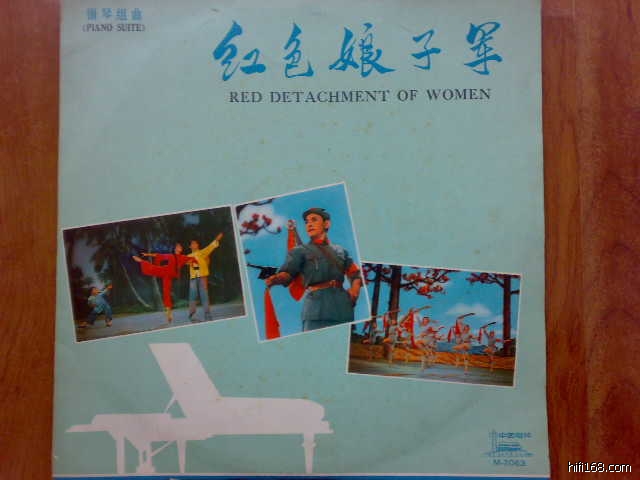 钢琴组曲
(PIANO SUITE)
红色娘子军
RED DETACHMENT OF WOMEN
中国唱片
M-2063
hifi168.com